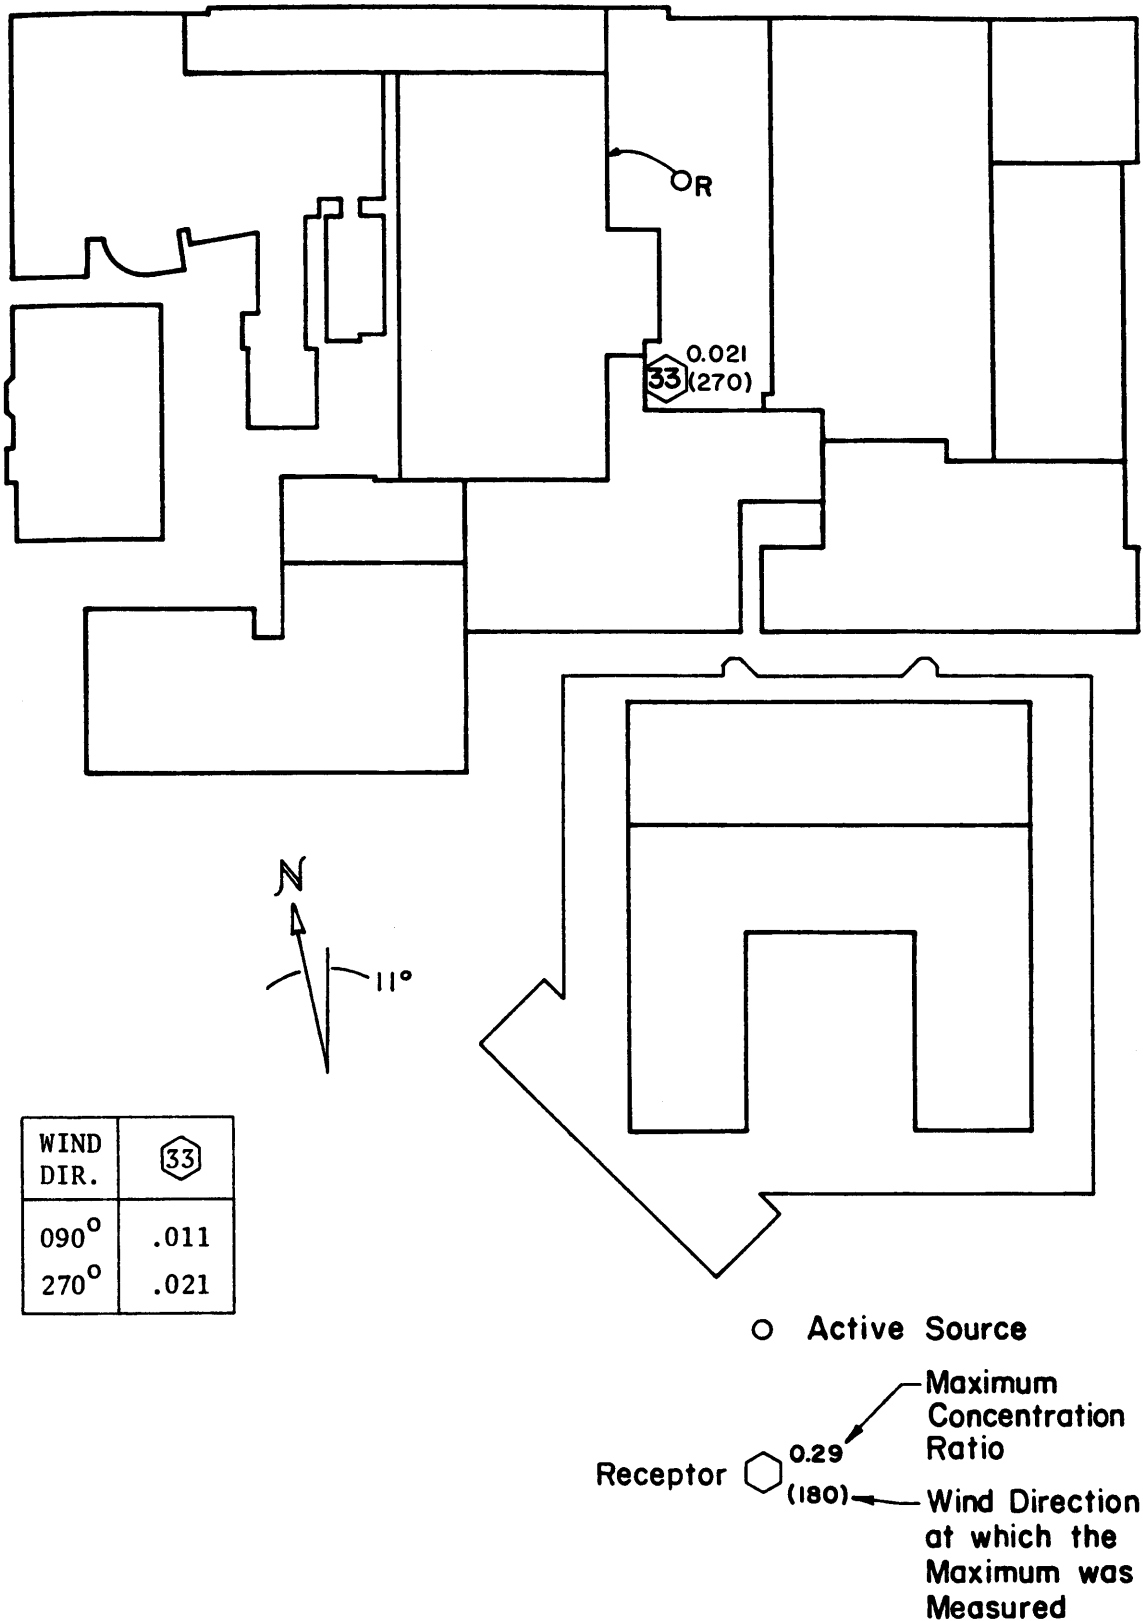 R
0.021
33 (270)
N
11°
WIND DIR. 33
090° .011
270° .021
Active Source
Maximum
Concentration
Ratio
Receptor 0.29
(180)
Wind Direction
at which the
Maximum was
Measured